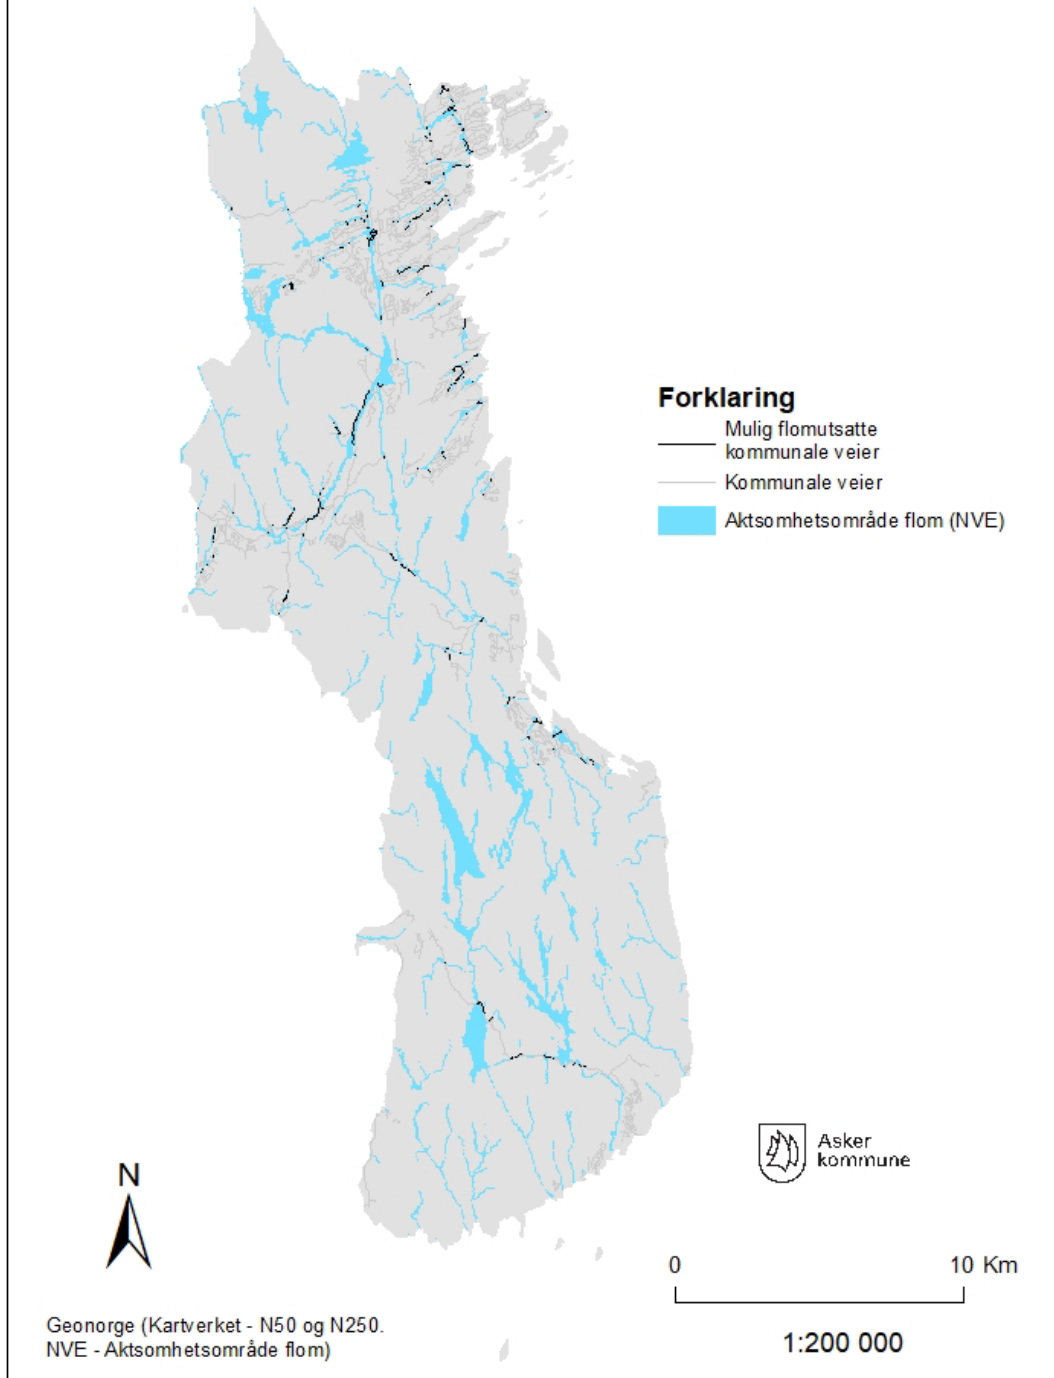 Forklaring
Mulig flomutsatte
kommunale veier
Kommunale veier
Aktsomhetsområde flom (NVE)
Asker
kommune
N
0 10 Km
1:200 000
Geonorge (Kartverket - N50 og N250.
NVE - Aktsomhetsområde flom)